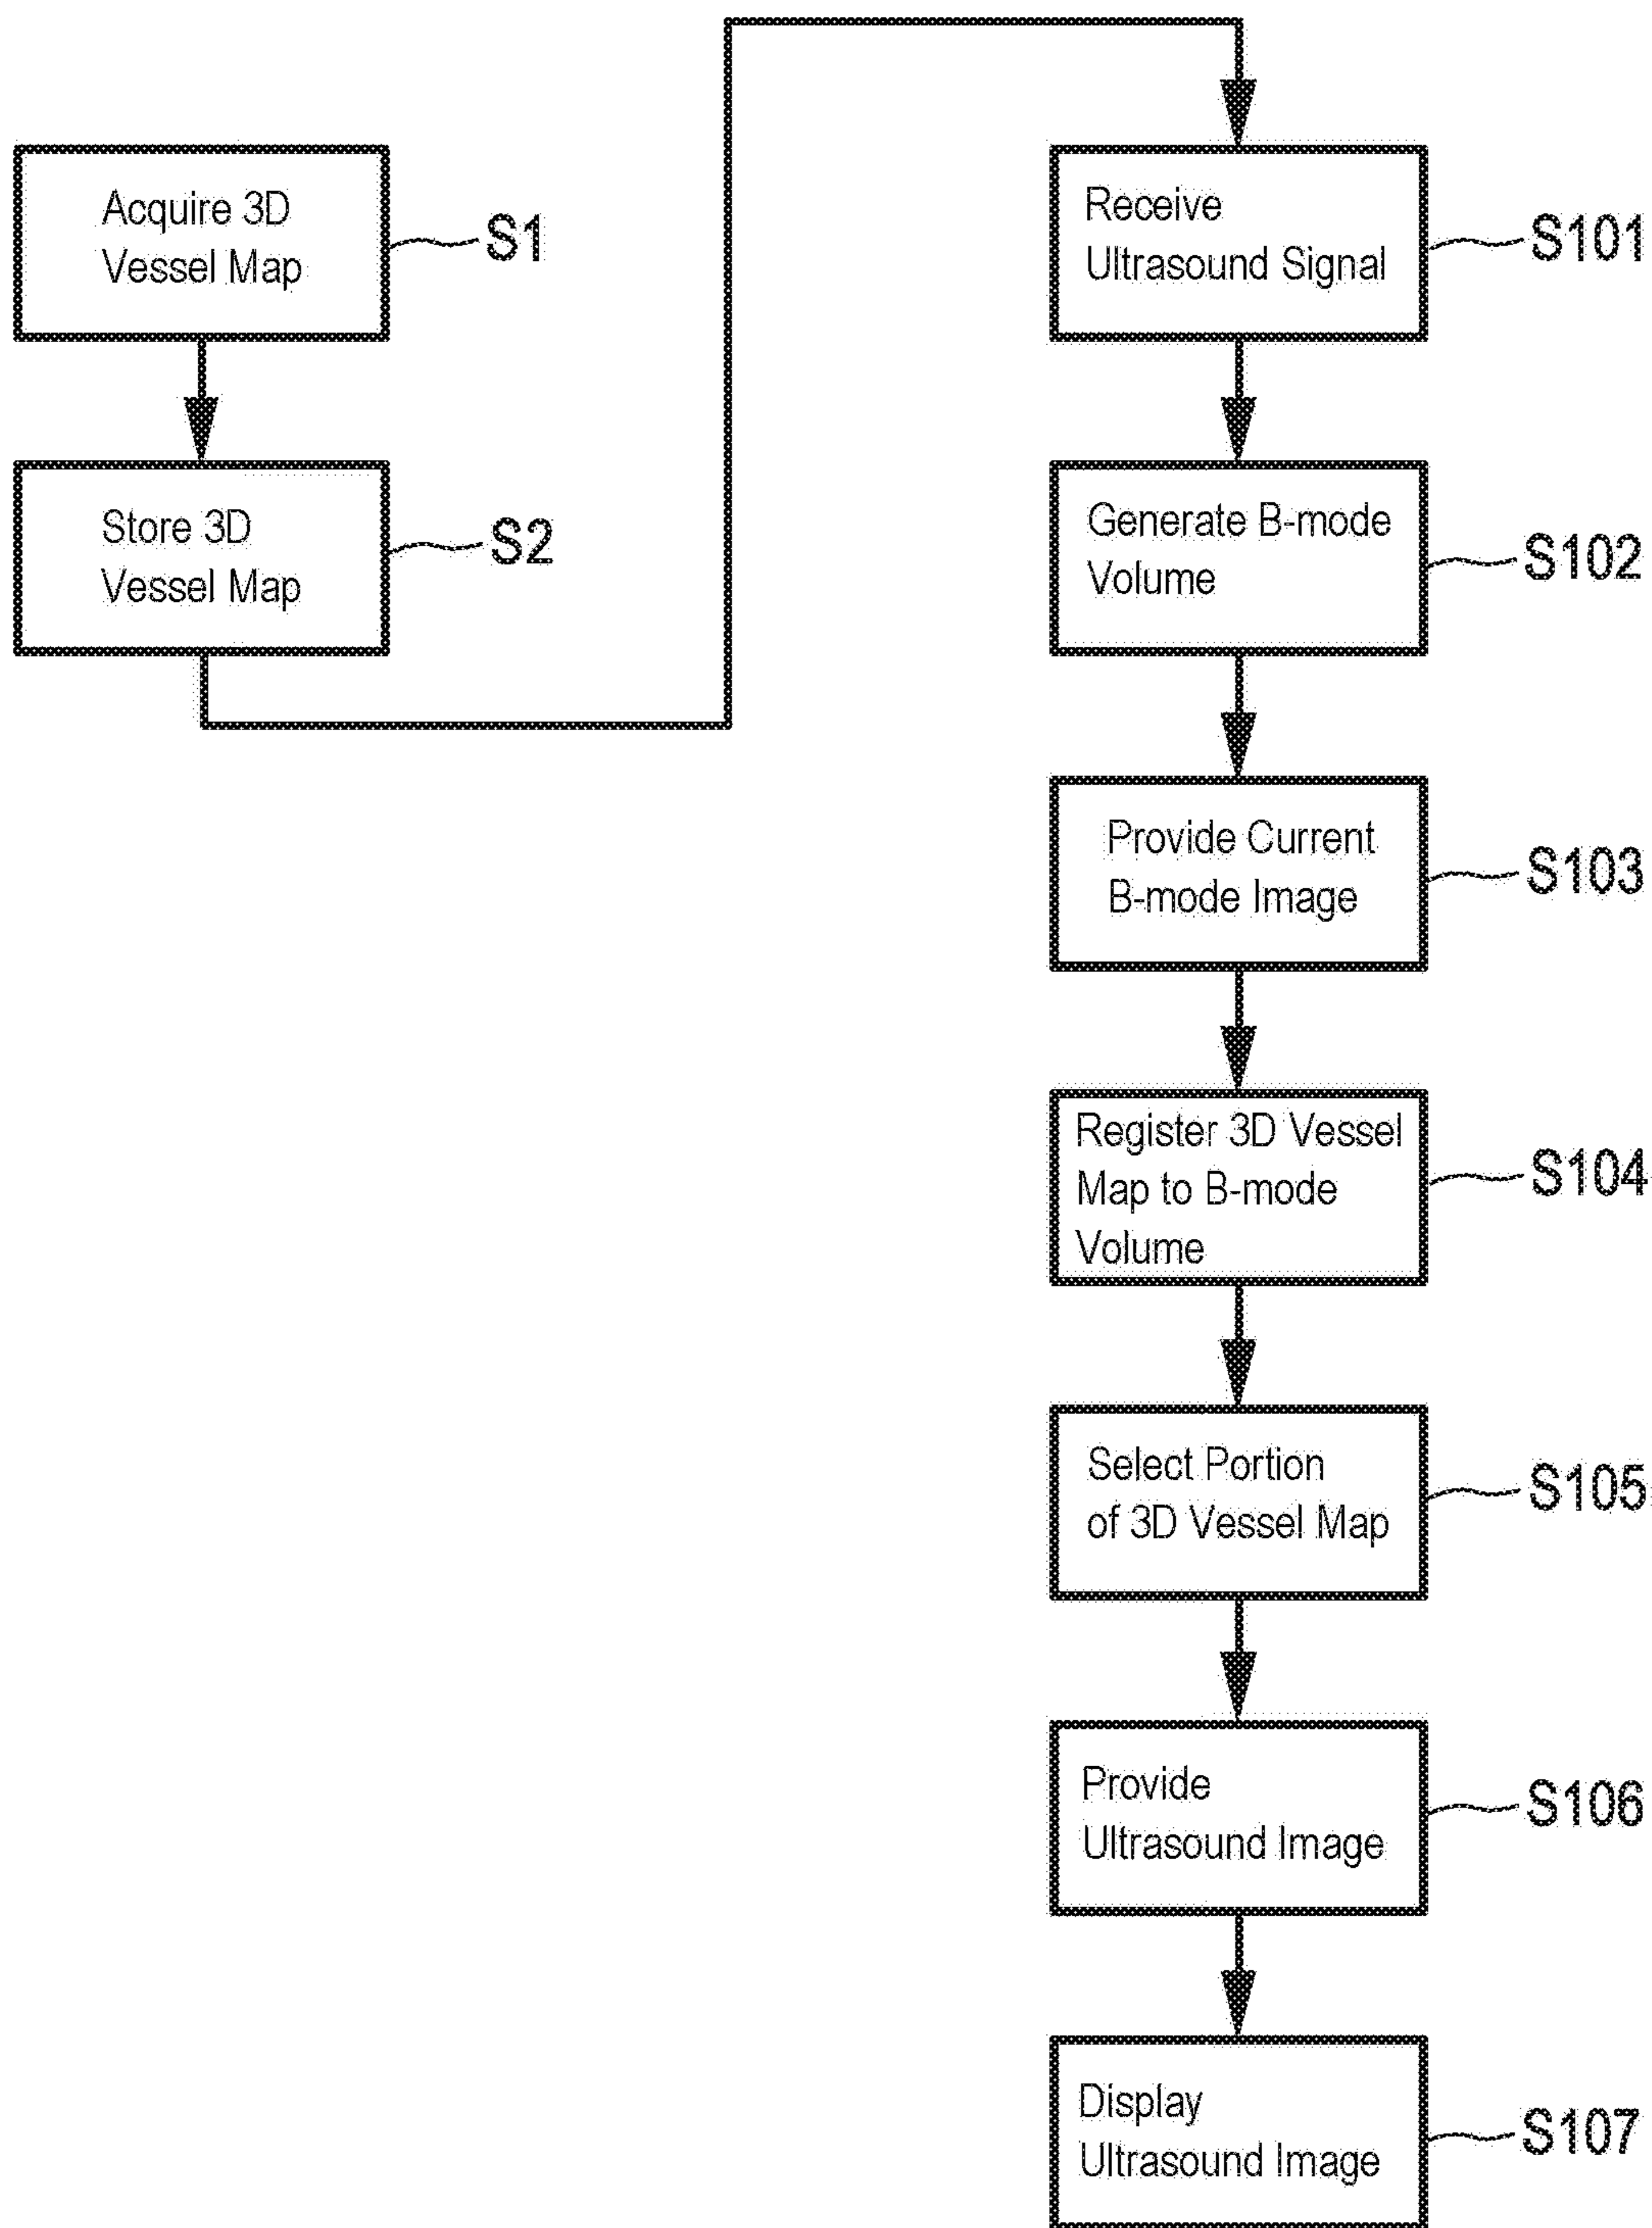 Acquire 3D
Vessel Map
S1
Store 3D
Vessel Map
S2
Receive
Ultrasound Signal
S101
Generate B-mode
Volume
S102
Provide Current
B-mode Image
S103
Register 3D Vessel
Map to B-mode
Volume
S104
Select Portion
of 3D Vessel Map
S105
Provide
Ultrasound Image
S106
Display
Ultrasound Image
S107